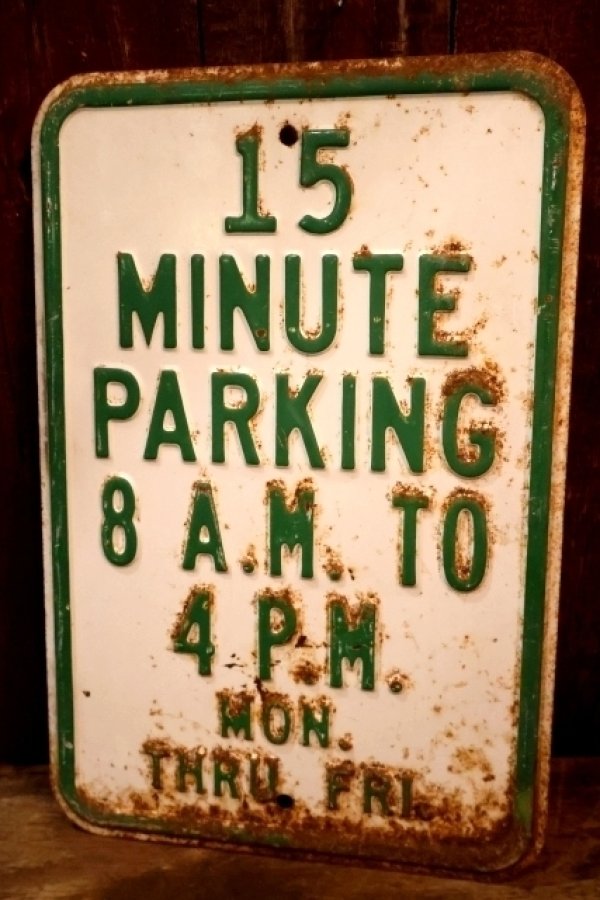 15
MINUTE
PARKING
8 A.M. TO
4 P.M.
MON.
THRU FRI.